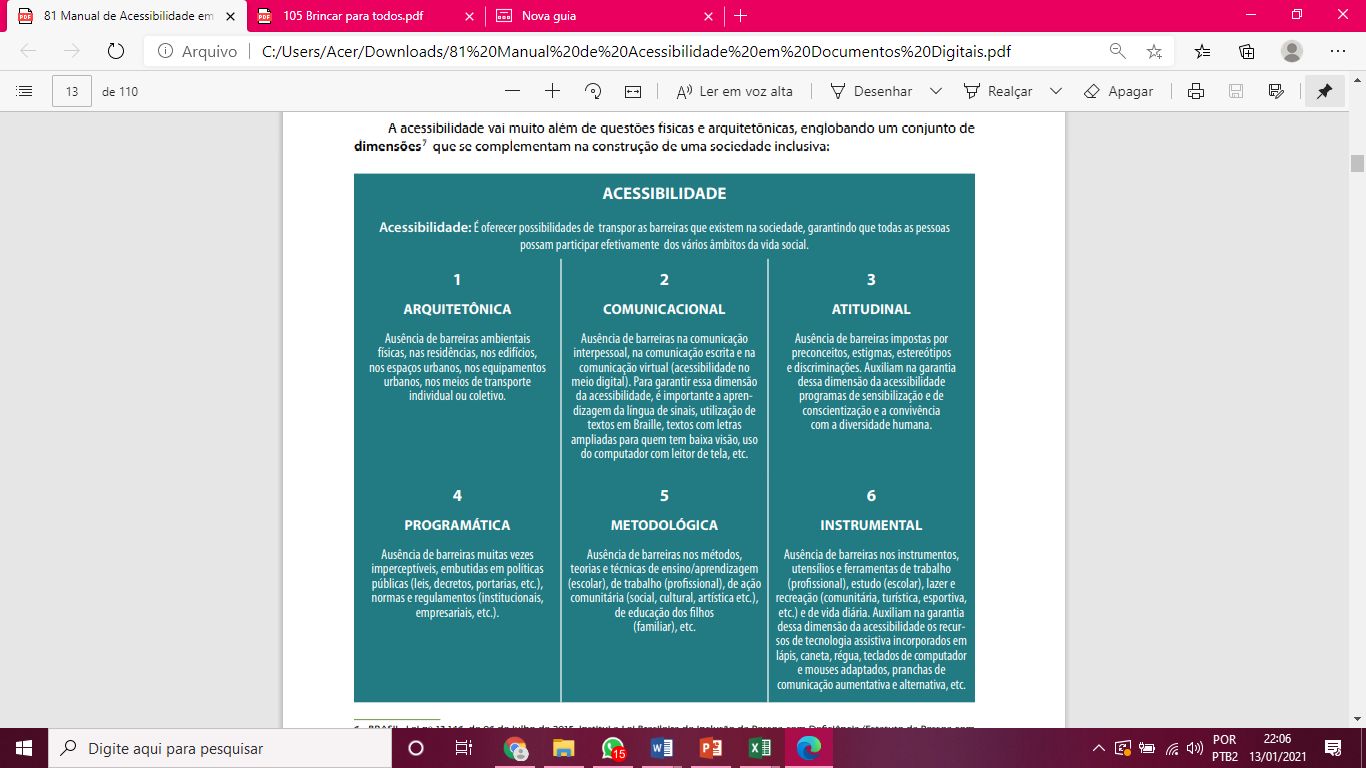 81 Manual de Acessibilidade em
105 Brincar para todos.pdf
Nova guia
Arquivo
C:/Users/Acer/Downloads/81%20Manual%20de%20Acessibilidade%20em%20Documentos%20Digitais.pdf
13
de 110
Ler em voz alta
Desenhar
Realçar
Apagar
A acessibilidade vai muito além de questões físicas e arquitetônicas, englobando um conjunto de
dimensões7 que se complementam na construção de uma sociedade inclusiva:
ACESSIBILIDADE
Acessibilidade: É oferecer possibilidades de transpor as barreiras que existem na sociedade, garantindo que todas as pessoas
possam participar efetivamente dos vários âmbitos da vida social.
1
ARQUITETÔNICA
Ausência de barreiras ambientais
físicas, nas residências, nos edifícios,
nos espaços urbanos, nos equipamentos
urbanos, nos meios de transporte
individual ou coletivo.
2
COMUNICACIONAL
Ausência de barreiras na comunicação
interpessoal, na comunicação escrita e na
comunicação virtual (acessibilidade no
meio digital). Para garantir essa dimensão
da acessibilidade, é importante a apren-
dizagem da língua de sinais, utilização de
textos em Braille, textos com letras
ampliadas para quem tem baixa visão, uso
do computador com leitor de tela, etc.
3
ATITUDINAL
Ausência de barreiras impostas por
preconceitos, estigmas, estereótipos
e discriminações. Auxiliam na garantia
dessa dimensão da acessibilidade
programas de sensibilização e de
conscientização e a convivência
com a diversidade humana.
4
PROGRAMÁTICA
Ausência de barreiras muitas vezes
imperceptíveis, embutidas em políticas
públicas (leis, decretos, portarias, etc.),
normas e regulamentos (institucionais,
empresariais, etc.).
5
METODOLÓGICA
Ausência de barreiras nos métodos,
teorias e técnicas de ensino/aprendizagem
(escolar), de trabalho (profissional), de ação
comunitária (social, cultural, artística etc.),
de educação dos filhos
(familiar), etc.
6
INSTRUMENTAL
Ausência de barreiras nos instrumentos,
utensílios e ferramentas de trabalho
(profissional), estudo (escolar), lazer e
recreação (comunitária, turística, esportiva,
etc.) e de vida diária. Auxiliam na garantia
dessa dimensão da acessibilidade os recur-
sos de tecnologia assistiva incorporados em
lápis, caneta, régua, teclados de computador
e mouses adaptados, pranchas de
comunicação aumentativa e alternativa, etc.
Digite aqui para pesquisar
15
POR
PTB2
22:06
13/01/2021